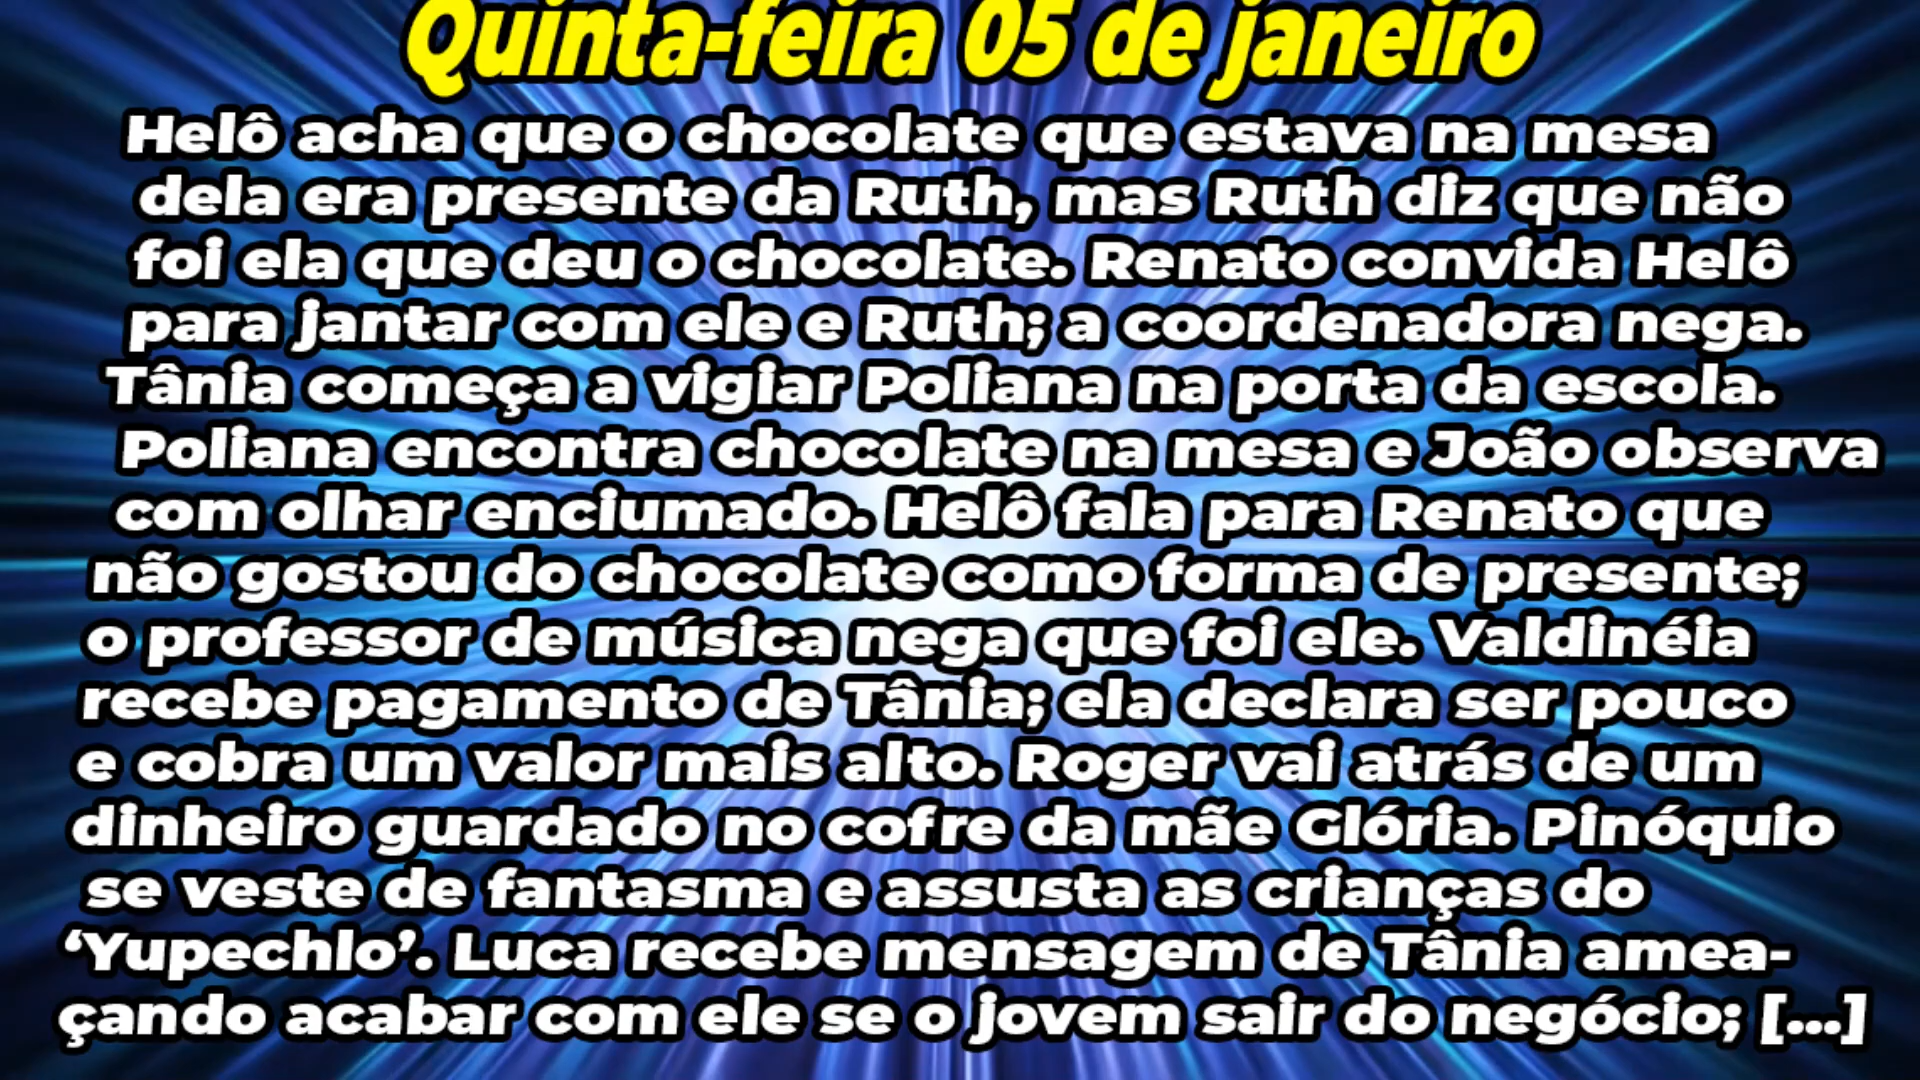 Quinta-feira 05 de janeiro
Helô acha que o chocolate que estava na mesa
dela era presente da Ruth, mas Ruth diz que não
foi ela que deu o chocolate. Renato convida Helô
para jantar com ele e Ruth; a coordenadora nega.
Tânia começa a vigiar Poliana na porta da escola.
Poliana encontra chocolate na mesa e João observa
com olhar enciumado. Helô fala para Renato que
não gostou do chocolate como forma de presente;
o professor de música nega que foi ele. Valdinéia
recebe pagamento de Tânia; ela declara ser pouco
e cobra um valor mais alto. Roger vai atrás de um
dinheiro guardado no cofre da mãe Glória. Pinóquio
se veste de fantasma e assusta as crianças do
‘Yupechlo’. Luca recebe mensagem de Tânia amea-
çando acabar com ele se o jovem sair do negócio; [...]